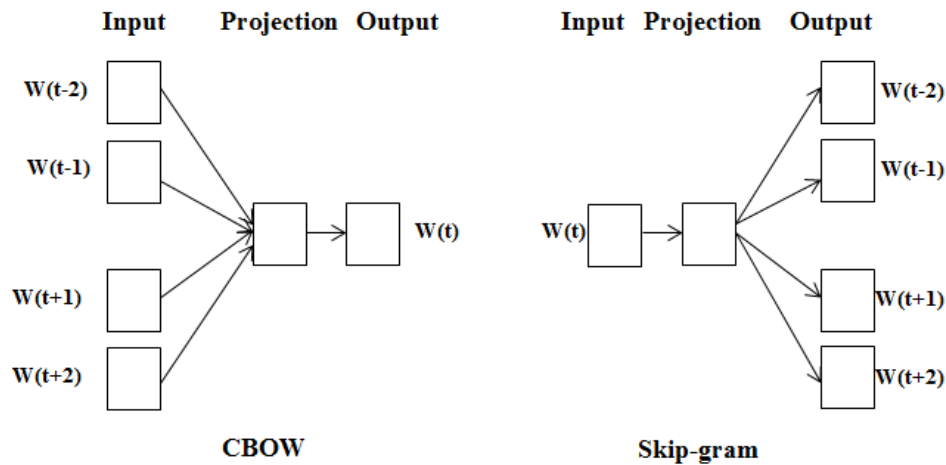 Input Projection Output Input Projection Output
W(t-2) W(t-2)
W(t-1) W(t-1)
W(t) W(t)
W(t+1) W(t+1)
W(t+2) W(t+2)
CBOW Skip-gram